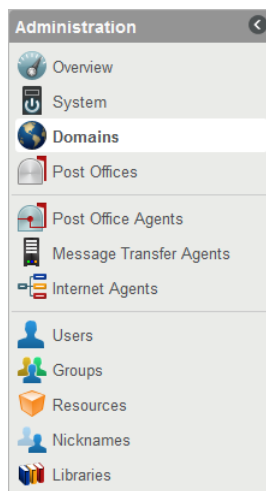 Administration
Overview
System
Domains
Post Offices
Post Office Agents
Message Transfer Agents
Internet Agents
Users
Groups
Resources
Nicknames
Libraries